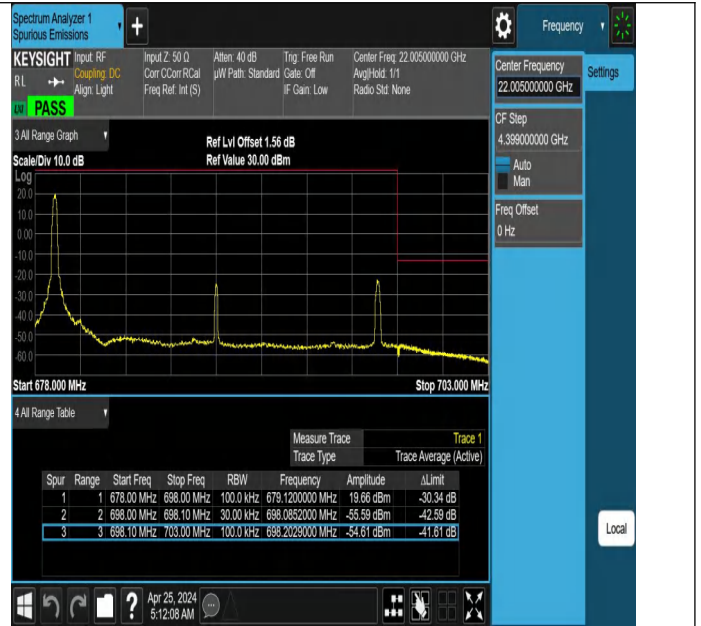 Spectrum Analyzer 1
Spurious Emissions
Frequency
KEYSIGHT Input: RF Input Z: 50 Ω Atten: 40 dB Trig: Free Run Center Freq: 22.005000000 GHz
RL Coupling: DC Corr CCorr RCal µW Path: Standard Gate: Off Avg|Hold: 1/1
Align: Light Freq Ref: Int (S) IF Gain: Low Radio Std: None
LXI PASS
Center Frequency
22.005000000 GHz
Settings
CF Step
4.399000000 GHz
Auto
Man
Freq Offset
0 Hz
Local
3 All Range Graph
Ref Lvl Offset 1.56 dB
Scale/Div 10.0 dB Ref Value 30.00 dBm
Log
20.0
10.0
0.00
-10.0
-20.0
-30.0
-40.0
-50.0
-60.0
Start 678.000 MHz Stop 703.000 MHz
4 All Range Table
Measure Trace Trace 1
Trace Type Trace Average (Active)
Spur Range Start Freq Stop Freq RBW Frequency Amplitude ΔLimit
1 1 678.00 MHz 698.00 MHz 100.0 kHz 679.1200000 MHz 19.66 dBm -30.34 dB
2 2 698.00 MHz 698.10 MHz 30.00 kHz 698.0852000 MHz -55.59 dBm -42.59 dB
3 3 698.10 MHz 703.00 MHz 100.0 kHz 698.2029000 MHz -54.61 dBm -41.61 dB
? Apr 25, 2024
5:12:08 AM